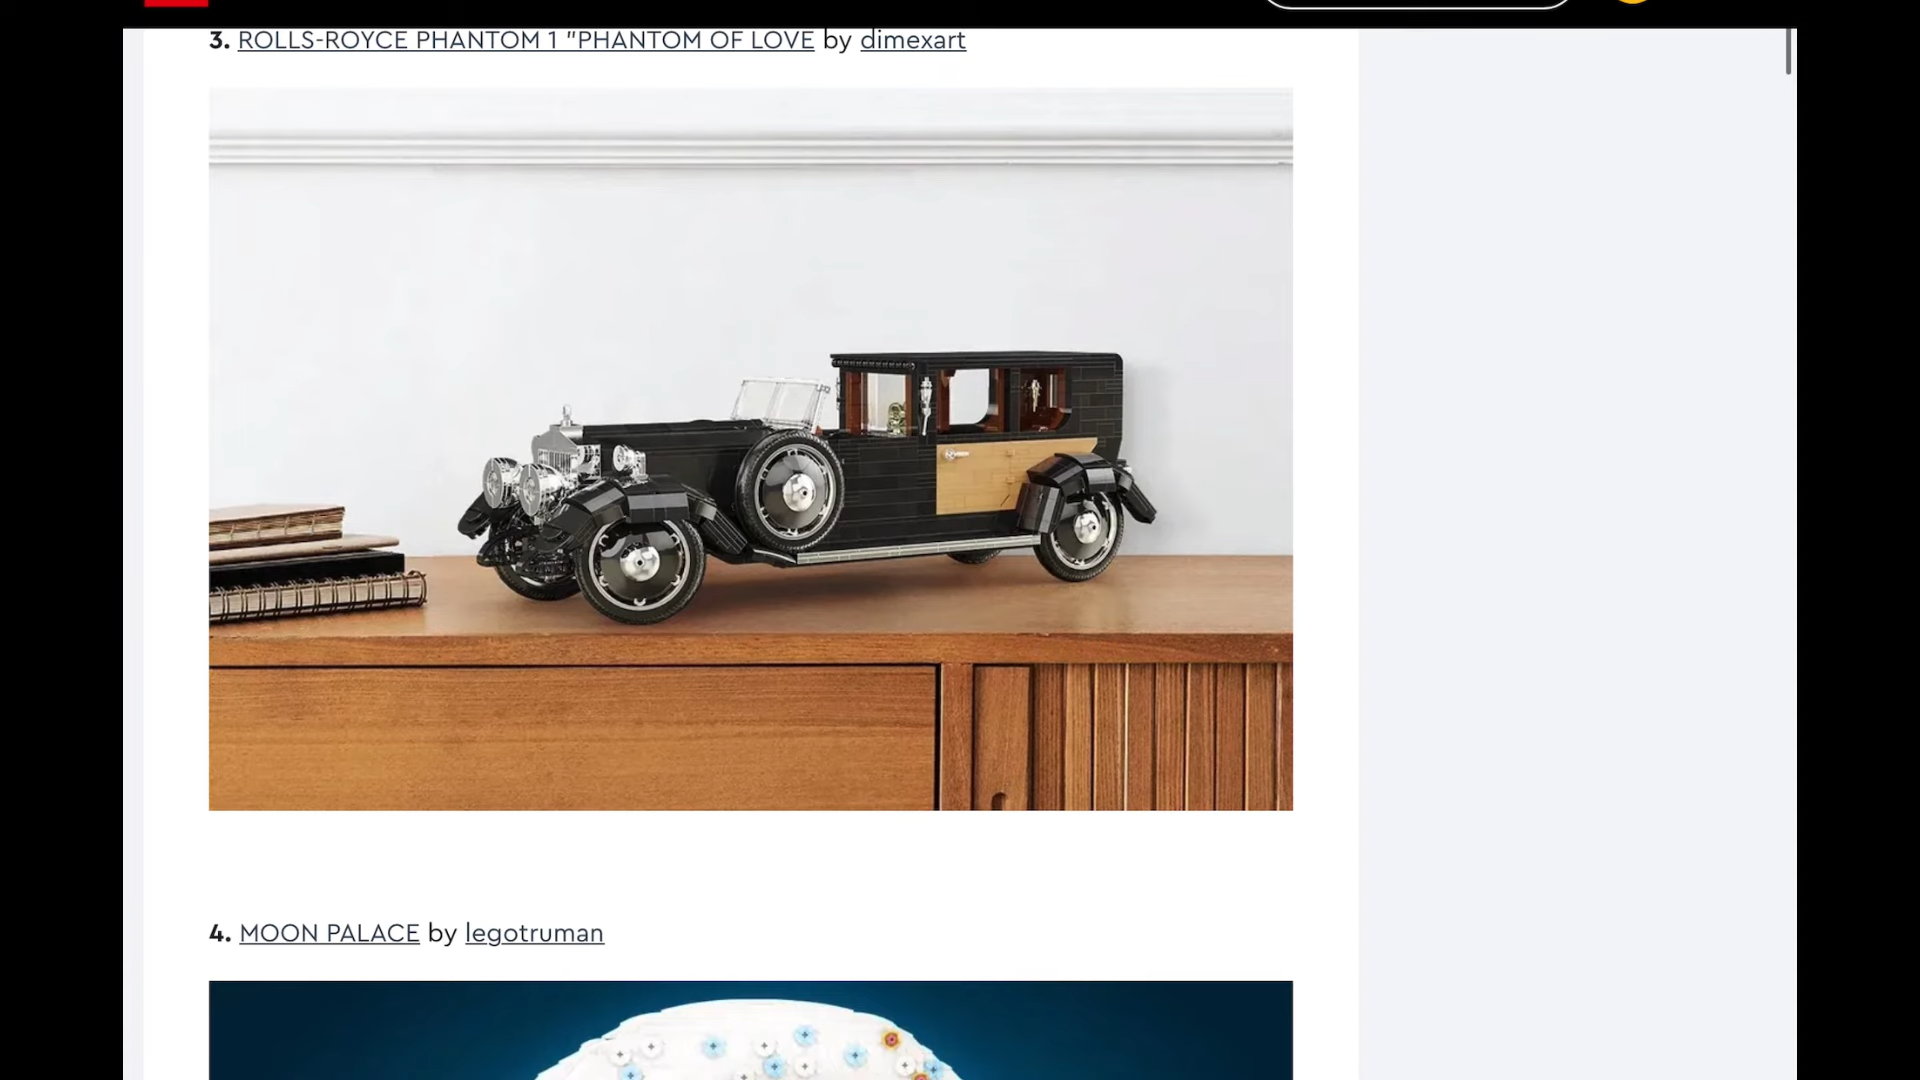 3. ROLLS-ROYCE PHANTOM 1 "PHANTOM OF LOVE by dimexart
4. MOON PALACE by legotruman